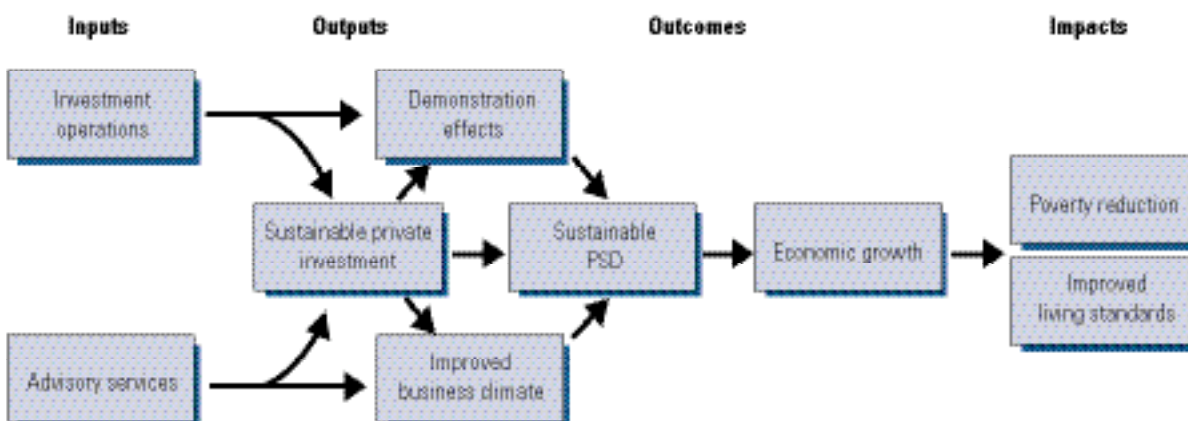 Inputs
Outputs
Outcomes
Impacts
Investment
operations
Demonstration
effects
Sustainable private
investment
Sustainable
PSD
Economic growth
Poverty reduction
Improved
living standards
Advisory services
Improved
business climate